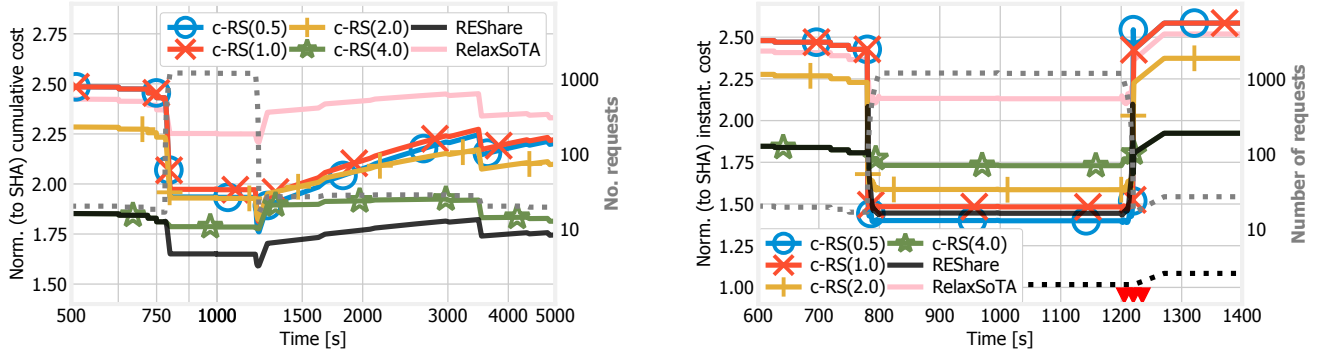 Norm. (to SHA) cumulative cost
2.75
2.50
2.25
2.00
1.75
1.50
c-RS(0.5)
c-RS(1.0)
c-RS(2.0)
c-RS(4.0)
REShare
RelaxSoTA
1000
100
10
No. requests
500
750
1000
2000
3000
4000
5000
Time [s]
Norm. (to SHA) instant. cost
2.50
2.25
2.00
1.75
1.50
1.25
1.00
c-RS(0.5)
c-RS(1.0)
c-RS(2.0)
c-RS(4.0)
REShare
RelaxSoTA
1000
100
10
Number of requests
600
700
800
900
1000
1100
1200
1300
1400
Time [s]